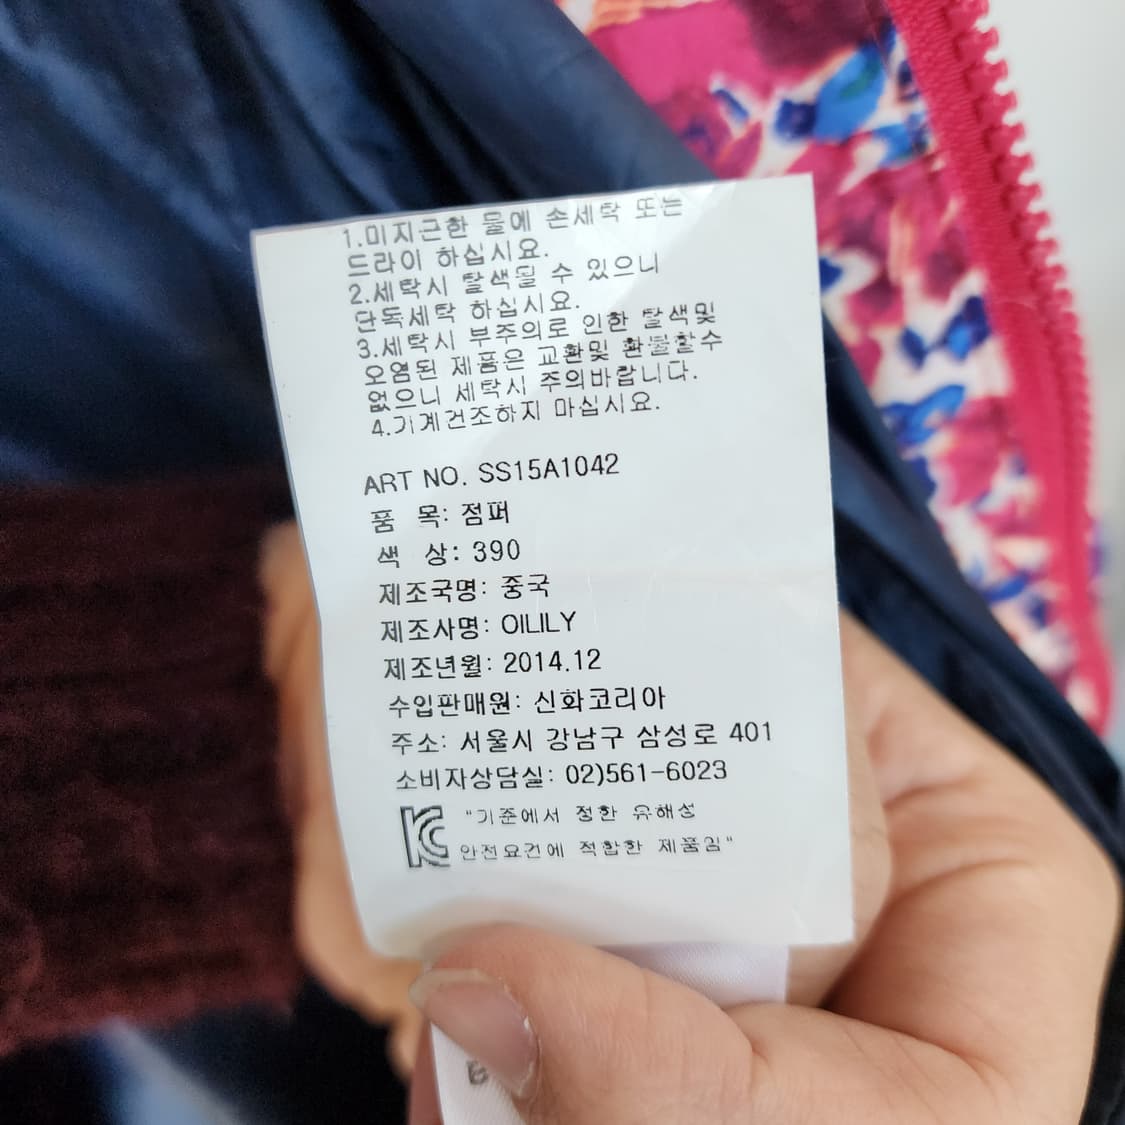 1.미지근한 물에 손세탁 또는
드라이 하십시요.
2.세탁시 탈색될 수 있으니
단독세탁 하십시요.
3.세탁시 부주의로 인한 탈색및
오염된 제품은 교환및 환불할수
없으니 세탁시 주의바랍니다.
4.기계건조하지 마십시요.
ART NO. SS15A1042
품 목: 점퍼
색 상: 390
제조국명: 중국
제조사명: OILILY
제조년월: 2014.12
수입판매원: 신화코리아
주소: 서울시 강남구 삼성로 401
소비자상담실: 02)561-6023
KC "기준에서 정한 유해성
안전요건에 적합한 제품임"